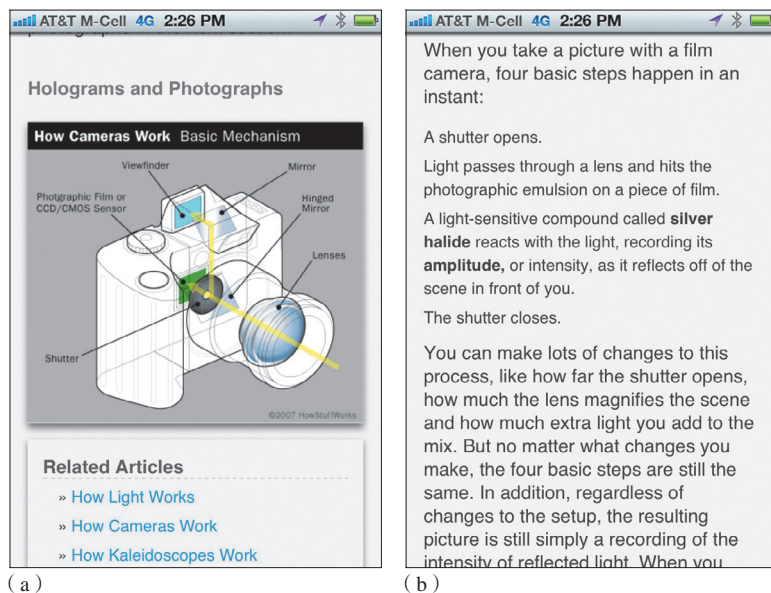 AT&T M-Cell 4G 2:26 PM
Holograms and Photographs
How Cameras Work Basic Mechanism
Viewfinder
Mirror
Photgraphic Film or
CCD/CMOS Sensor
Hinged
Mirror
Lenses
Shutter
©2007 HowStuffWorks
Related Articles
» How Light Works
» How Cameras Work
» How Kaleidoscopes Work
(a)
AT&T M-Cell 4G 2:26 PM
When you take a picture with a film
camera, four basic steps happen in an
instant:
A shutter opens.
Light passes through a lens and hits the
photographic emulsion on a piece of film.
A light-sensitive compound called silver
halide reacts with the light, recording its
amplitude, or intensity, as it reflects off of the
scene in front of you.
The shutter closes.
You can make lots of changes to this
process, like how far the shutter opens,
how much the lens magnifies the scene
and how much extra light you add to the
mix. But no matter what changes you
make, the four basic steps are still the
same. In addition, regardless of
changes to the setup, the resulting
picture is still simply a recording of the
intensity of reflected light. When you
(b)